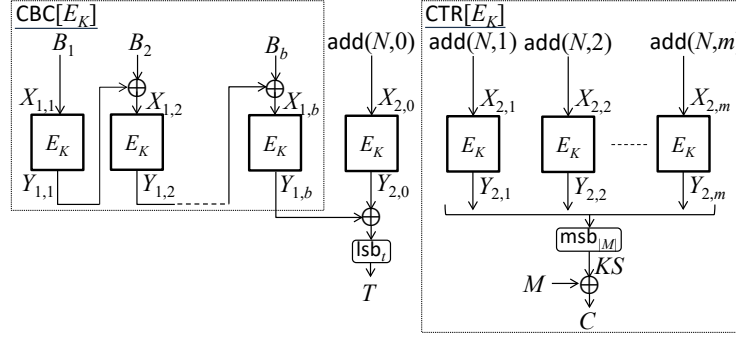 CBC[E_K] CTR[E_K]
B_1 B_2 B_b add(N,0) add(N,1) add(N,2) add(N,m
X_{1,1} X_{1,2} X_{1,b} X_{2,0} X_{2,1} X_{2,2} X_{2,m}
E_K E_K E_K E_K E_K E_K E_K
Y_{1,1} Y_{1,2} Y_{1,b} Y_{2,0} Y_{2,1} Y_{2,2} Y_{2,m}
lsb_t msb_{|M|}
KS
T M
C